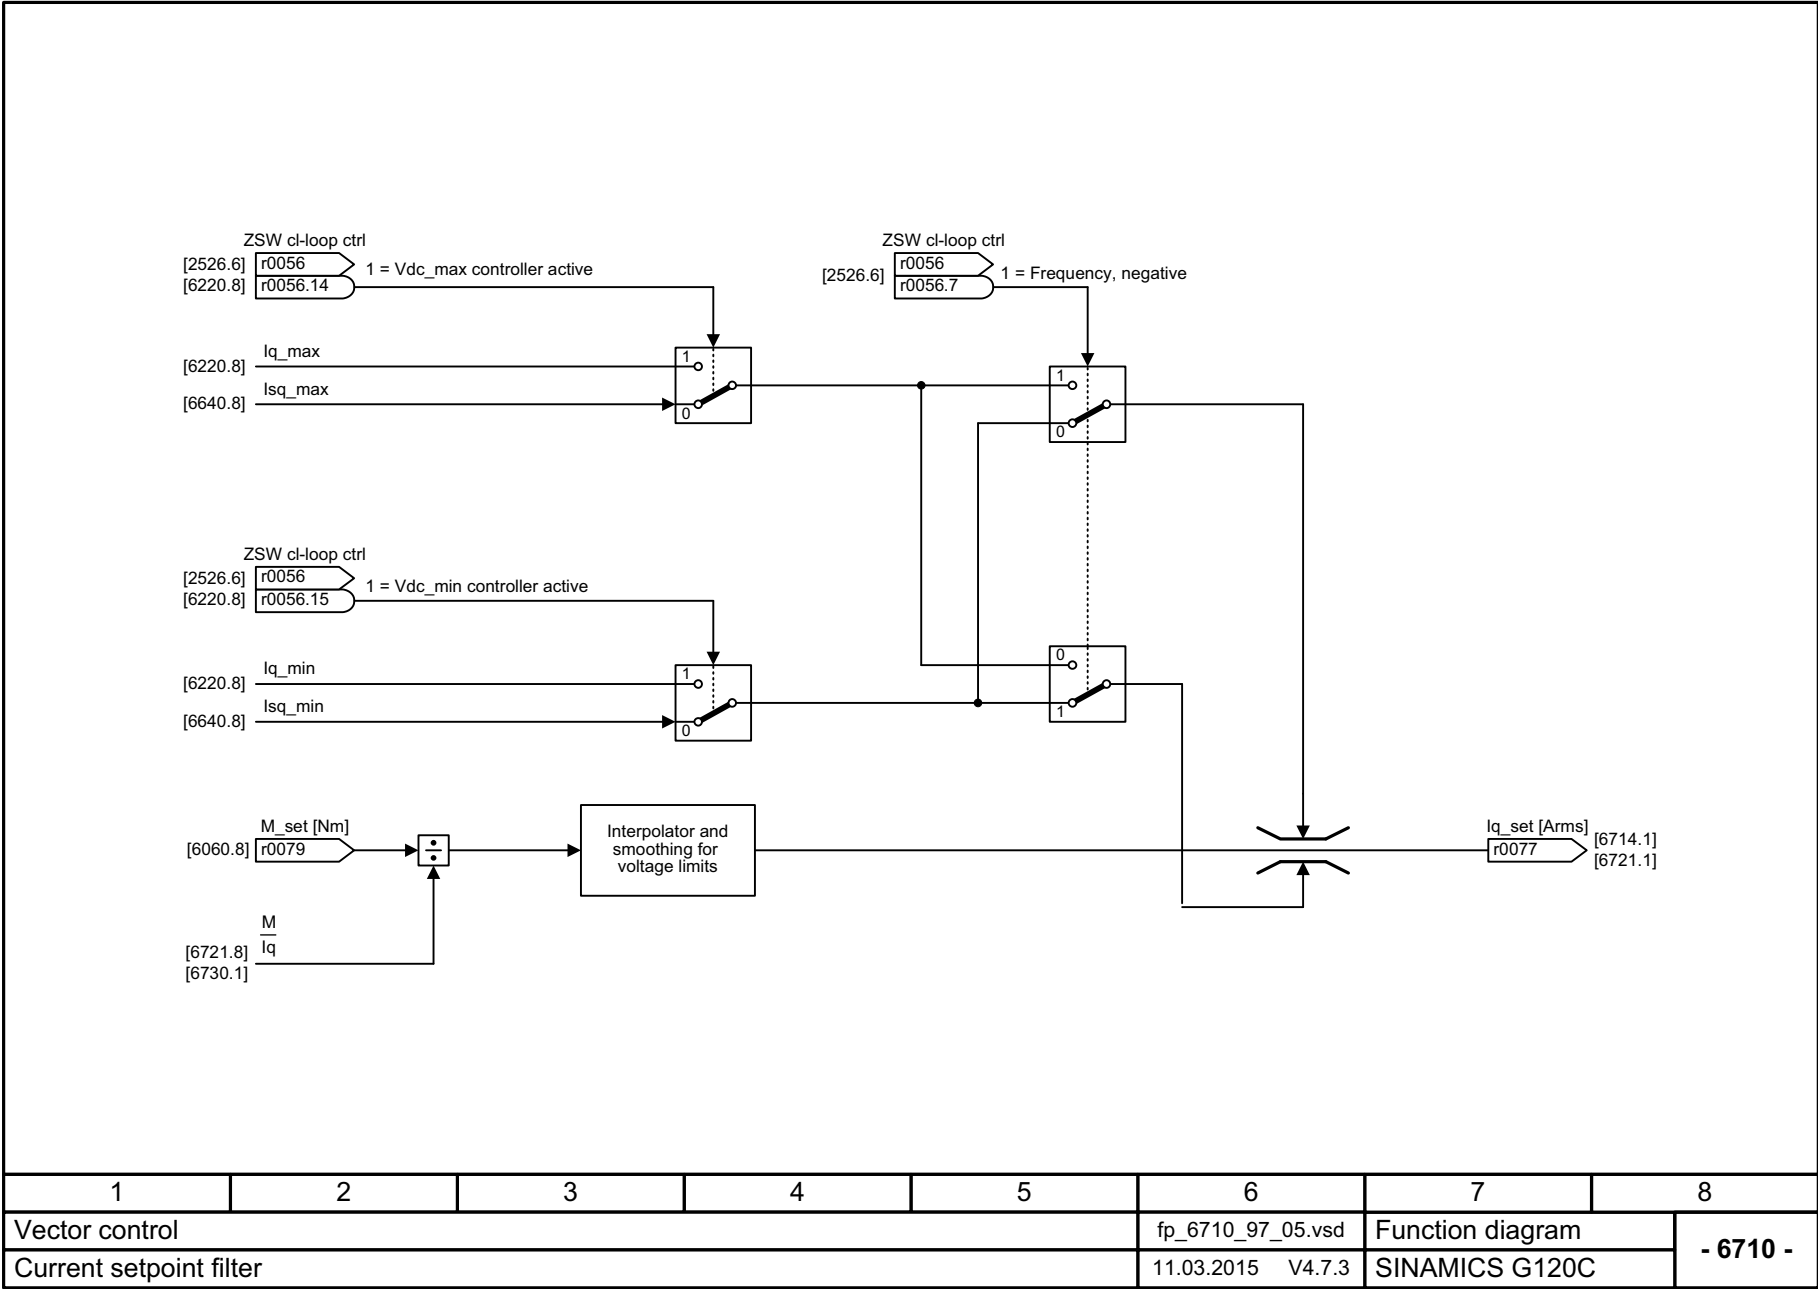 ZSW cl-loop ctrl
[2526.6] r0056
[6220.8] r0056.14
1 = Vdc_max controller active
ZSW cl-loop ctrl
[2526.6]
r0056
r0056.7
1 = Frequency, negative
[6220.8] Iq_max
[6640.8] Isq_max
1
0
1
0
ZSW cl-loop ctrl
[2526.6] r0056
[6220.8] r0056.15
1 = Vdc_min controller active
[6220.8] Iq_min
[6640.8] Isq_min
1
0
0
1
M_set [Nm]
[6060.8] r0079
÷
Interpolator and
smoothing for
voltage limits
Iq_set [Arms]
r0077
[6714.1]
[6721.1]
M
Iq
[6721.8]
[6730.1]
1 2 3 4 5 6 7 8
Vector control
fp_6710_97_05.vsd
Function diagram
- 6710 -
Current setpoint filter
11.03.2015 V4.7.3
SINAMICS G120C